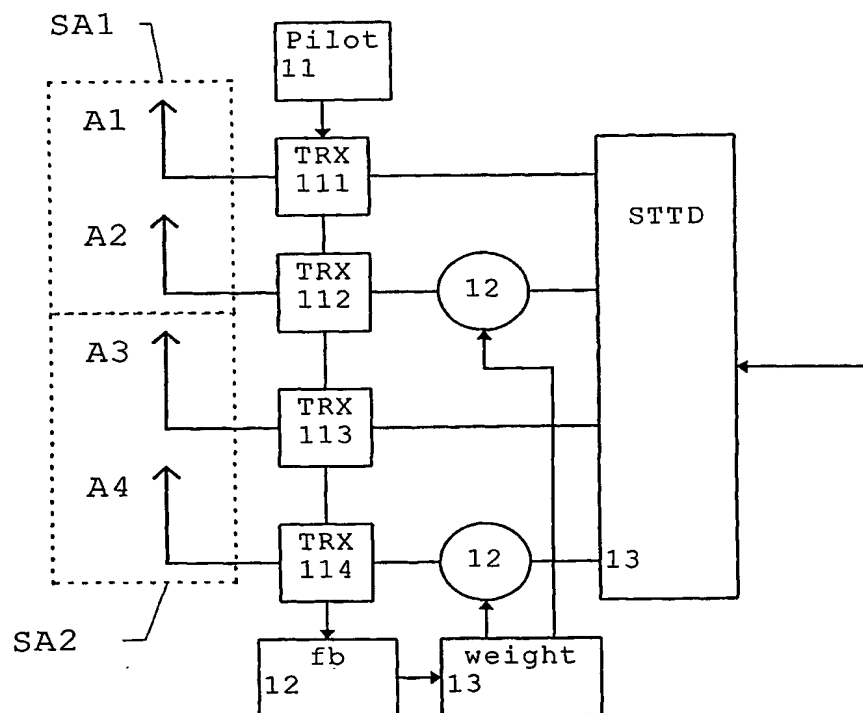 SA1
Pilot
11
A1
TRX
111
STTD
A2
TRX
112
12
A3
TRX
113
A4
TRX
114
12
13
SA2
fb
12
weight
13